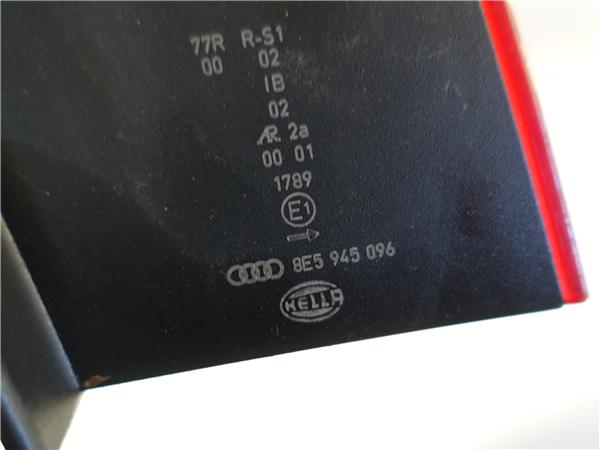 77R R-S1
00 02
IB
02
AR 2a
00 01
1789
E1
→
8E5 945 096
HELLA